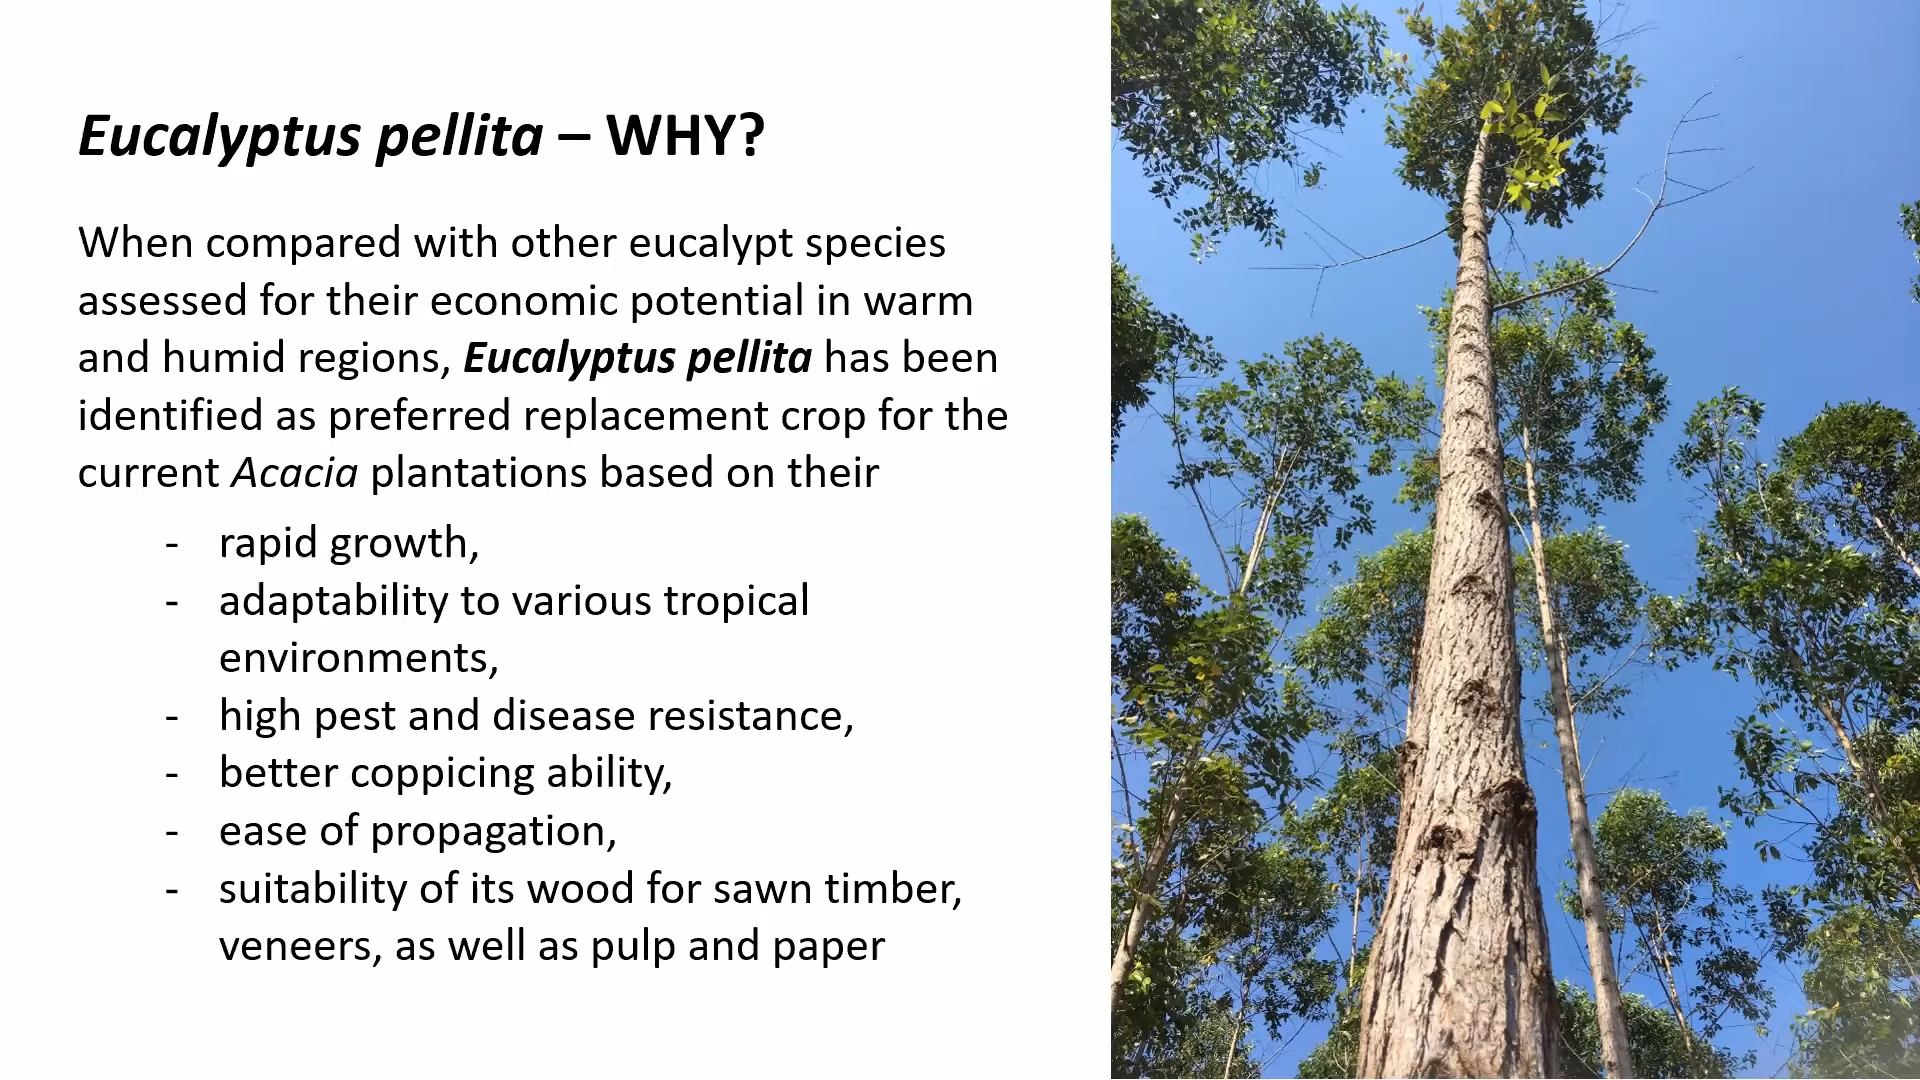 Eucalyptus pellita – WHY?
When compared with other eucalypt species
assessed for their economic potential in warm
and humid regions, Eucalyptus pellita has been
identified as preferred replacement crop for the
current Acacia plantations based on their
- rapid growth,
- adaptability to various tropical
environments,
- high pest and disease resistance,
- better coppicing ability,
- ease of propagation,
- suitability of its wood for sawn timber,
veneers, as well as pulp and paper